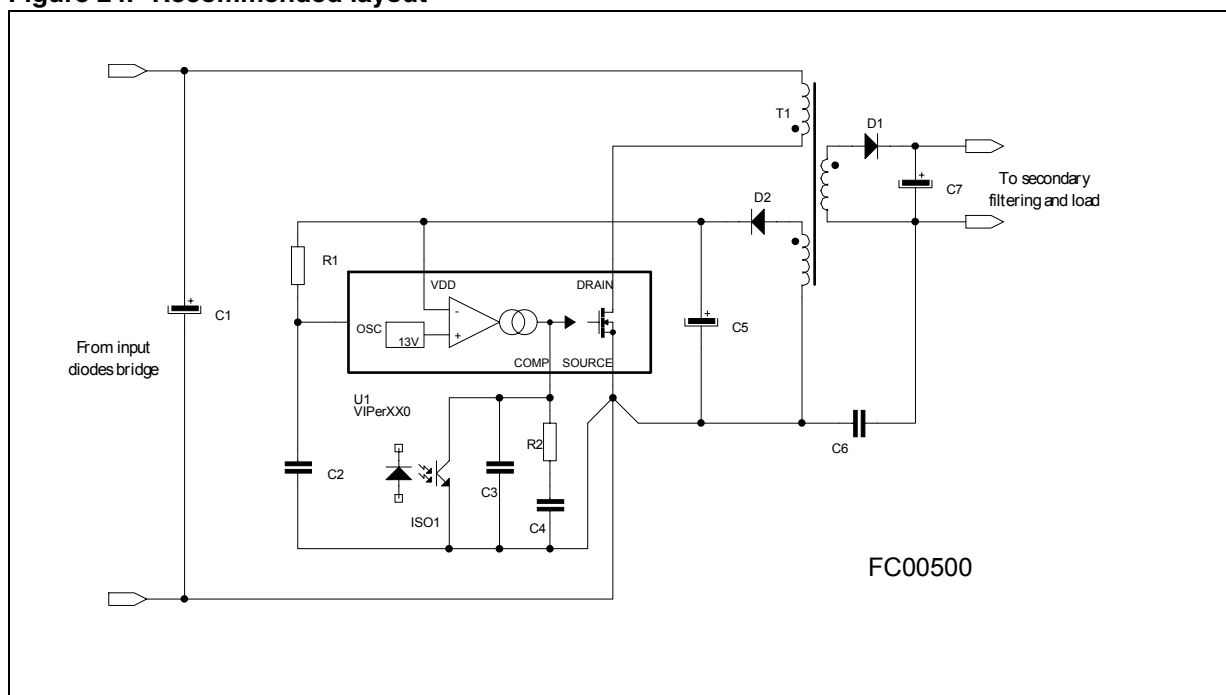 Figure 24. Recommended layout
T1
D1
+
C7
To secondary
filtering and load
D2
R1
VDD
DRAIN
-
OSC
+
13V
COMP
SOURCE
+
C5
+
C1
From input
diodes bridge
U1
VIPerXX0
R2
C6
C2
C3
ISO1
C4
FC00500